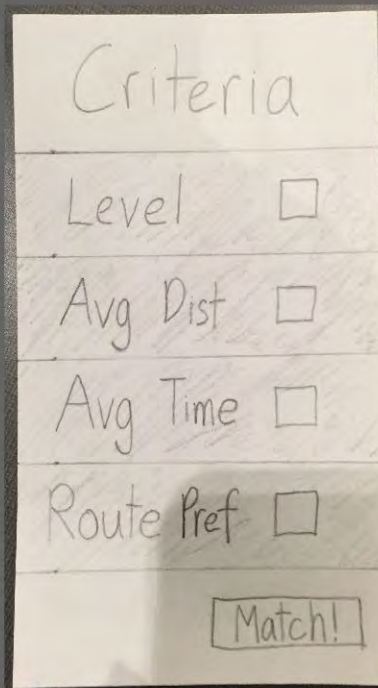 Criteria
Level
Avg Dist
Avg Time
Route Pref
Match!